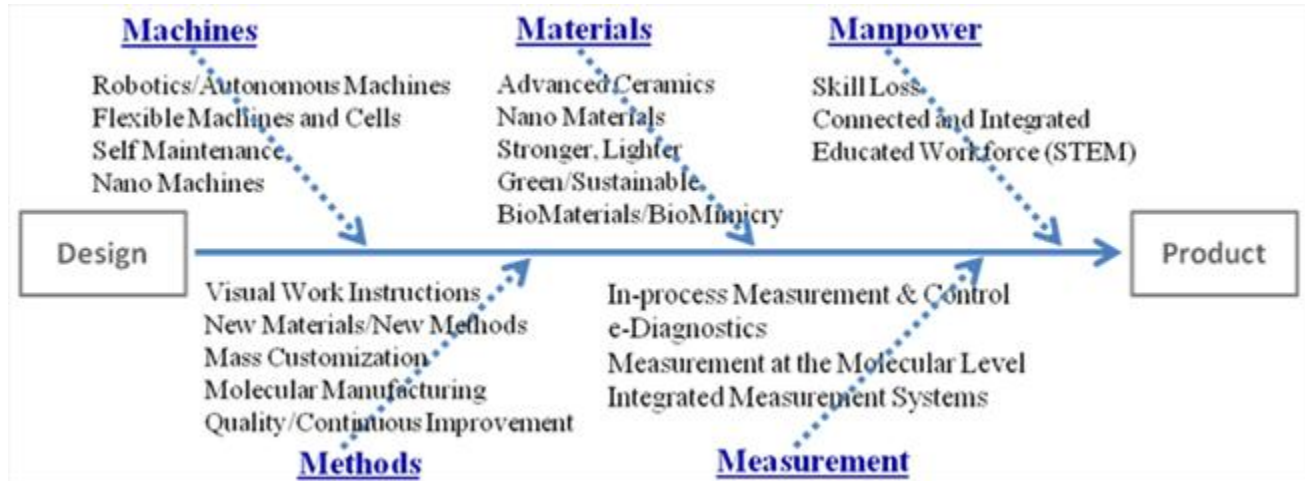 Machines
Robotics/Autonomous Machines
Flexible Machines and Cells
Self Maintenance
Nano Machines
Materials
Advanced Ceramics
Nano Materials
Stronger, Lighter
Green/Sustainable
BioMaterials/BioMimicry
Manpower
Skill Loss
Connected and Integrated
Educated Workforce (STEM)
Design
Product
Visual Work Instructions
New Materials/New Methods
Mass Customization
Molecular Manufacturing
Quality/Continuous Improvement
Methods
In-process Measurement & Control
e-Diagnostics
Measurement at the Molecular Level
Integrated Measurement Systems
Measurement